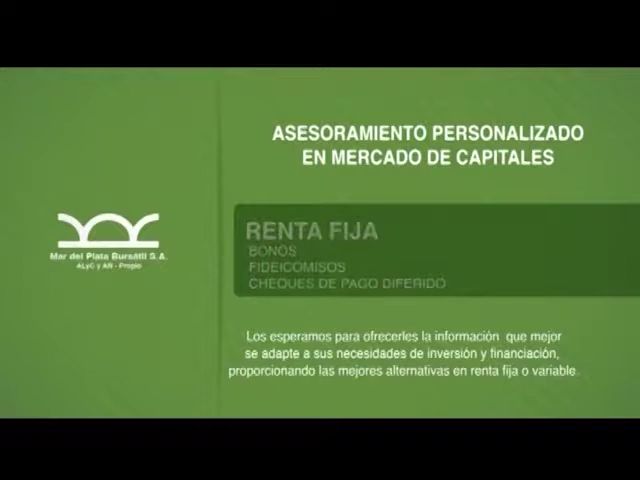 ASESORAMIENTO PERSONALIZADO
EN MERCADO DE CAPITALES
Mar del Plata Bursátil S.A.
ALyC y AN - Propio
RENTA FIJA
BONOS
FIDEICOMISOS
CHEQUES DE PAGO DIFERIDO
Los esperamos para ofrecerles la información que mejor
se adapte a sus necesidades de inversión y financiación,
proporcionando las mejores alternativas en renta fija o variable.